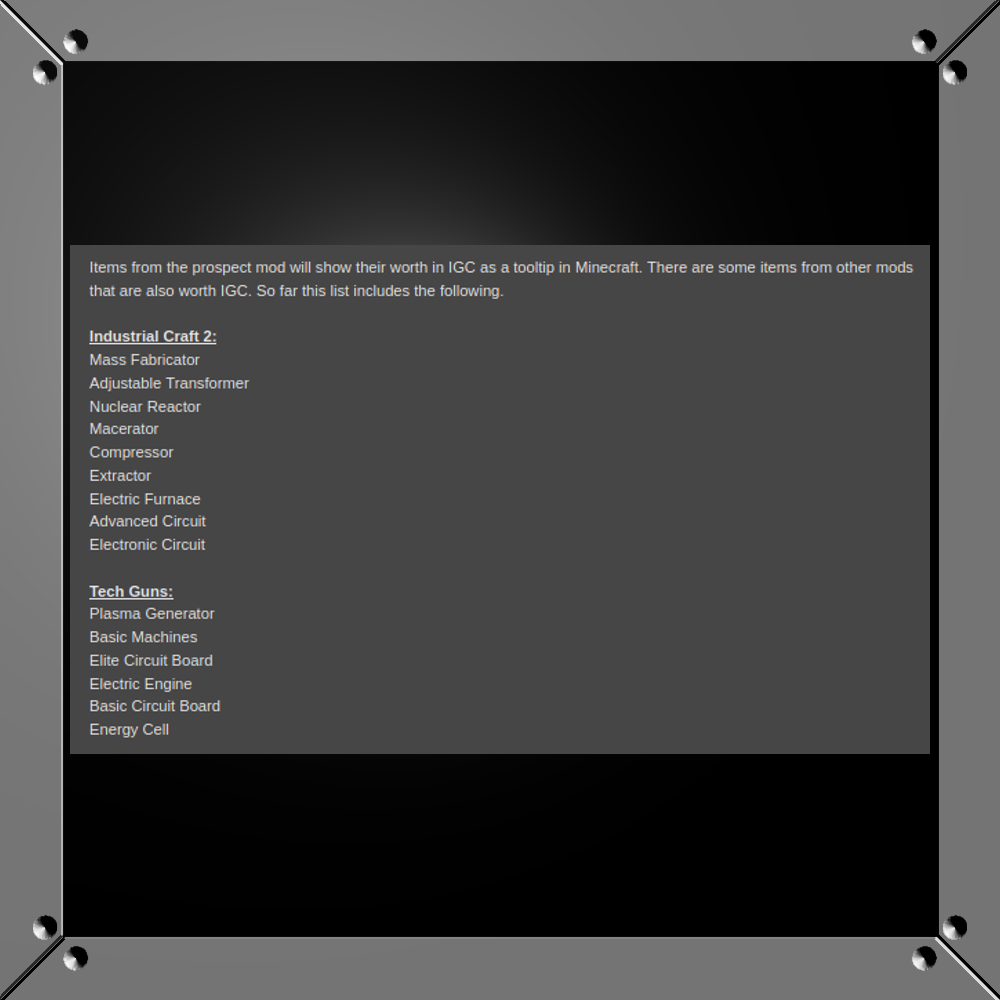 Items from the prospect mod will show their worth in IGC as a tooltip in Minecraft. There are some items from other mods
that are also worth IGC. So far this list includes the following.
Industrial Craft 2:
Mass Fabricator
Adjustable Transformer
Nuclear Reactor
Macerator
Compressor
Extractor
Electric Furnace
Advanced Circuit
Electronic Circuit
Tech Guns:
Plasma Generator
Basic Machines
Elite Circuit Board
Electric Engine
Basic Circuit Board
Energy Cell